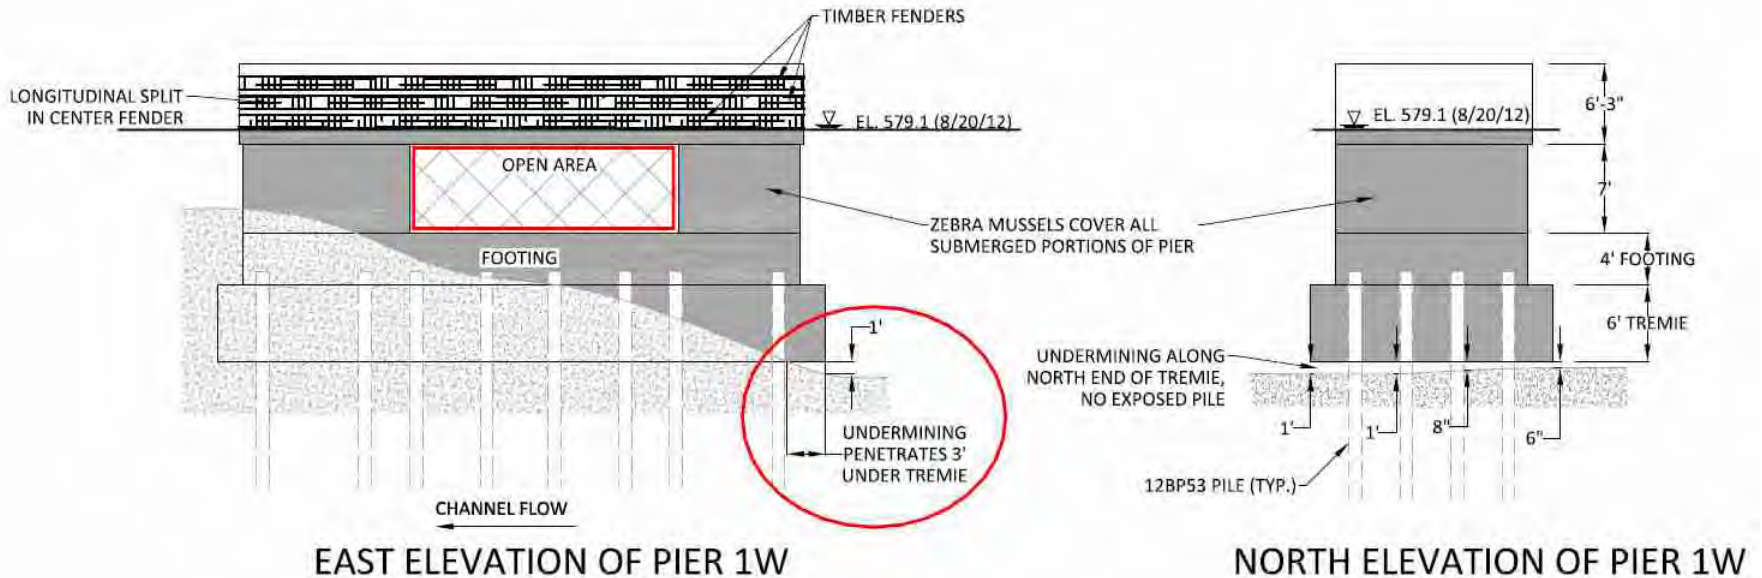 TIMBER FENDERS
LONGITUDINAL SPLIT
IN CENTER FENDER
EL. 579.1 (8/20/12)
OPEN AREA
FOOTING
ZEBRA MUSSELS COVER ALL
SUBMERGED PORTIONS OF PIER
1'
UNDERMINING
PENETRATES 3'
UNDER TREMIE
CHANNEL FLOW
EAST ELEVATION OF PIER 1W
EL. 579.1 (8/20/12)
6'-3"
7'
4' FOOTING
6' TREMIE
UNDERMINING ALONG
NORTH END OF TREMIE,
NO EXPOSED PILE
1'
1'
8"
6"
12BP53 PILE (TYP.)
NORTH ELEVATION OF PIER 1W